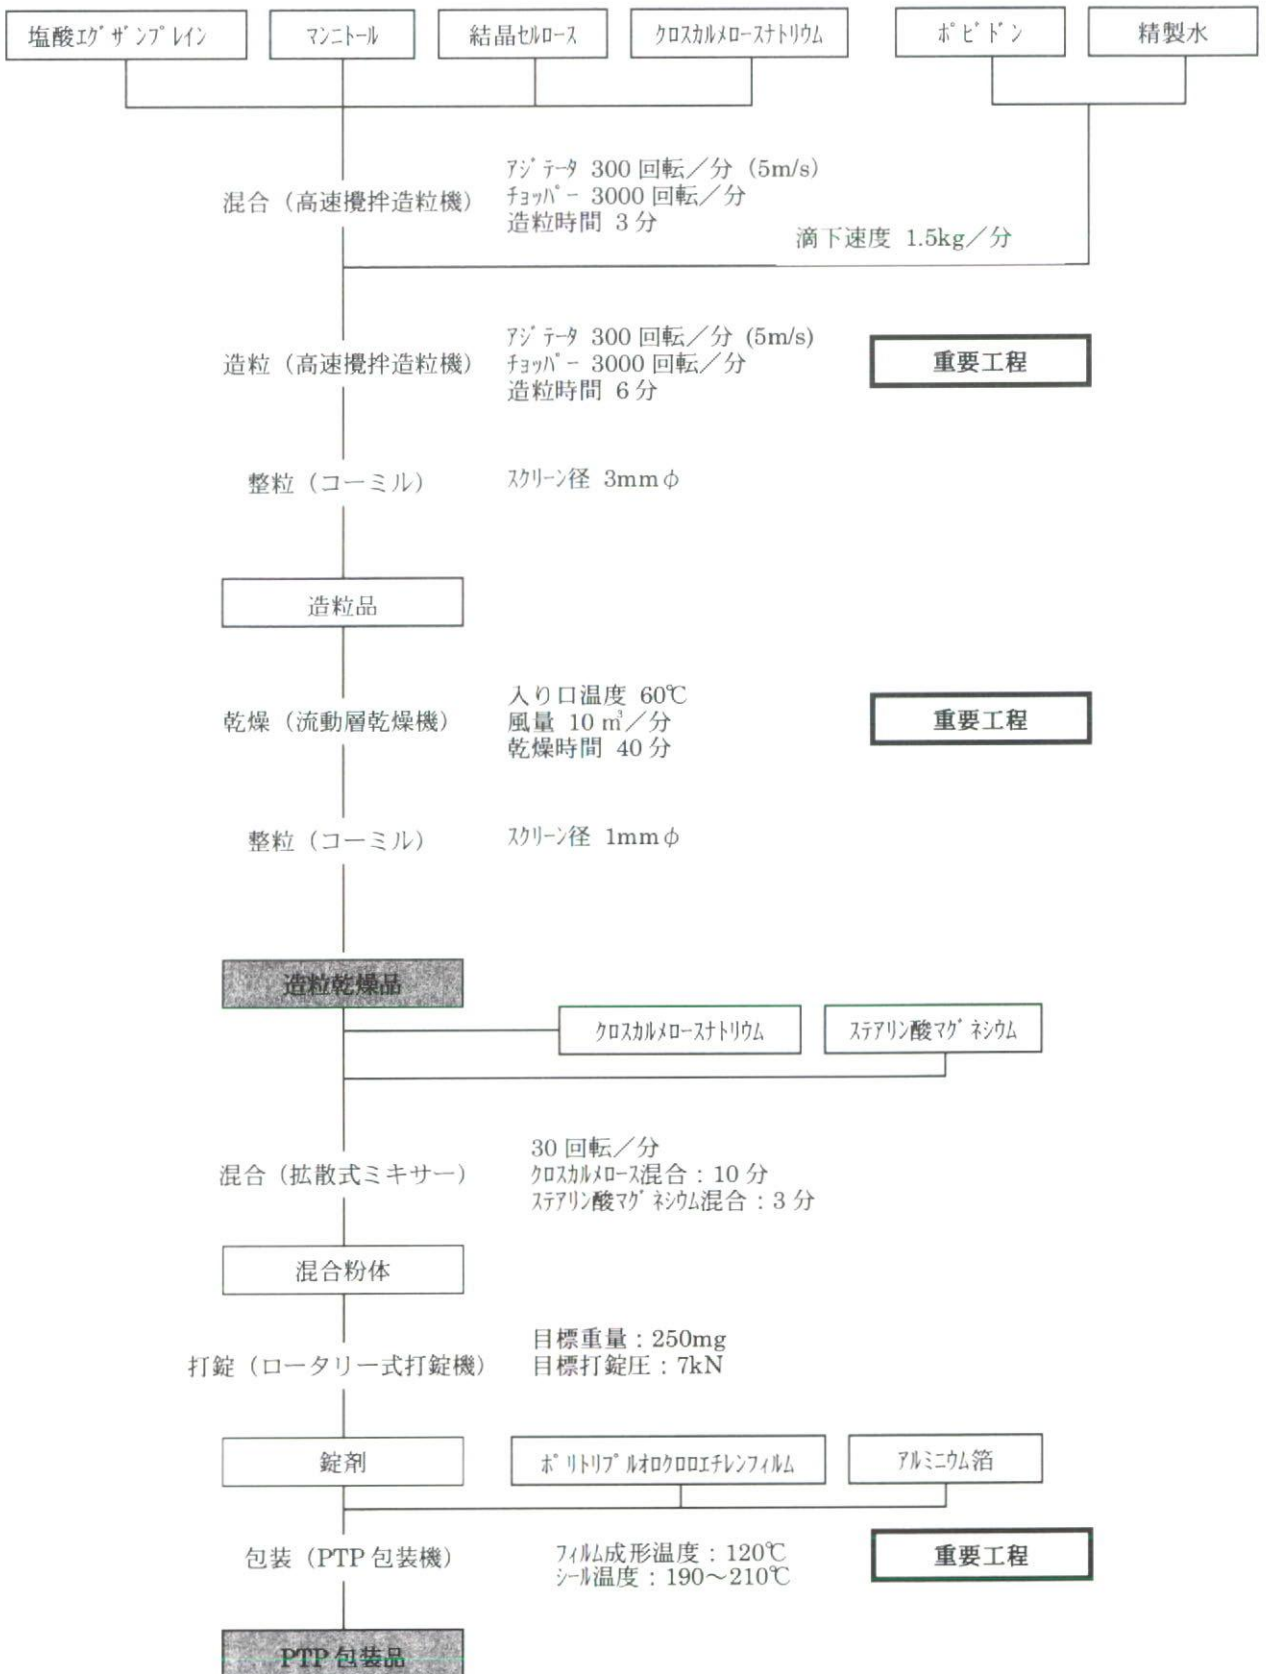 塩酸ｴｸﾞｻﾞﾝﾌﾟﾚｲﾝ
ﾏﾝﾆﾄｰﾙ
結晶ｾﾙﾛｰｽ
ｸﾛｽｶﾙﾒﾛｰｽﾅﾄﾘｳﾑ
ﾎﾟﾋﾞﾄﾞﾝ
精製水
混合（高速攪拌造粒機）
ｱｼﾞﾃｰﾀ 300 回転／分 (5m/s)
ﾁｮｯﾊﾟｰ 3000 回転／分
造粒時間 3 分
滴下速度 1.5kg／分
造粒（高速攪拌造粒機）
ｱｼﾞﾃｰﾀ 300 回転／分 (5m/s)
ﾁｮｯﾊﾟｰ 3000 回転／分
造粒時間 6 分
重要工程
整粒（コーミル）
ｽｸﾘｰﾝ径 3mmφ
造粒品
乾燥（流動層乾燥機）
入り口温度 60℃
風量 10 ㎥／分
乾燥時間 40 分
重要工程
整粒（コーミル）
ｽｸﾘｰﾝ径 1mmφ
造粒乾燥品
ｸﾛｽｶﾙﾒﾛｰｽﾅﾄﾘｳﾑ
ｽﾃｱﾘﾝ酸ﾏｸﾞﾈｼｳﾑ
混合（拡散式ミキサー）
30 回転／分
ｸﾛｽｶﾙﾒﾛｰｽ混合：10 分
ｽﾃｱﾘﾝ酸ﾏｸﾞﾈｼｳﾑ混合：3 分
混合粉体
打錠（ロータリー式打錠機）
目標重量：250mg
目標打錠圧：7kN
錠剤
ﾎﾟﾘﾄﾘﾌﾟﾙｵﾛｸﾛﾛｴﾁﾚﾝﾌｨﾙﾑ
ｱﾙﾐﾆｳﾑ箔
包装（PTP 包装機）
ﾌｨﾙﾑ成形温度：120℃
ｼｰﾙ温度：190～210℃
重要工程
PTP 包装品